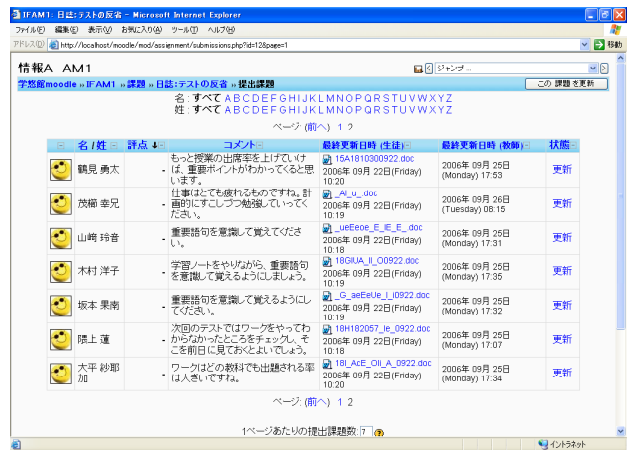 IFAM1: 日誌:テストの反省 - Microsoft Internet Explorer
ファイル(F) 編集(E) 表示(V) お気に入り(A) ツール(T) ヘルプ(H)
アドレス(D) http://localhost/moodle/mod/assignment/submissions.php?id=12&page=1 移動
情報A AM1 ジャンプ...
学悠館moodle » IFAM1 » 課題 » 日誌:テストの反省 » 提出課題 この 課題 を更新
名 : すべて A B C D E F G H I J K L M N O P Q R S T U V W X Y Z
姓 : すべて A B C D E F G H I J K L M N O P Q R S T U V W X Y Z
ページ: (前へ) 1 2
名 / 姓 評点 ↓ コメント 最終更新日時 (生徒) 最終更新日時 (教師) 状態
もっと授業の出席率を上げていけ
ば、重要ポイントがわかってくると思
います。
鶴見 勇太 -
15A1810300922.doc
2006年 09月 22日(Friday)
10:20
2006年 09月 25日
(Monday) 17:53
更新
仕事はとても疲れるものですね。計
画的にすこしづつ勉強していってく
ださい。
茂楯 幸兄 -
_Al_u_.doc
2006年 09月 22日(Friday)
10:19
2006年 09月 26日
(Tuesday) 08:15
更新
山崎 玲音 -
重要語句を意識して覚えてくださ
い。
_ueEeoe_E_IE_E_.doc
2006年 09月 22日(Friday)
10:18
2006年 09月 25日
(Monday) 17:31
更新
木村 洋子 -
学習ノートをやりながら、重要語句
を意識して覚えるようにしましょう。
18GIUA_II_O0922.doc
2006年 09月 22日(Friday)
10:19
2006年 09月 25日
(Monday) 17:35
更新
坂本 果南 -
重要語句を意識して覚えるようにし
てください。
_G_aeEeUe_I_I0922.doc
2006年 09月 22日(Friday)
10:19
2006年 09月 25日
(Monday) 17:32
更新
隈上 蓮 -
次回のテストではワークをやってわ
からなかったところをチェックし、そ
こを前日に見ておくとよいでしょう。
18H182057_Ie_0922.doc
2006年 09月 22日(Friday)
10:18
2006年 09月 25日
(Monday) 17:07
更新
大平 紗耶
加 -
ワークはどの教科でも出題される率
は大きいですね。
18I_AcE_OIi_A_0922.doc
2006年 09月 22日(Friday)
10:20
2006年 09月 25日
(Monday) 17:34
更新
ページ: (前へ) 1 2
1ページあたりの提出課題数: 7
イントラネット